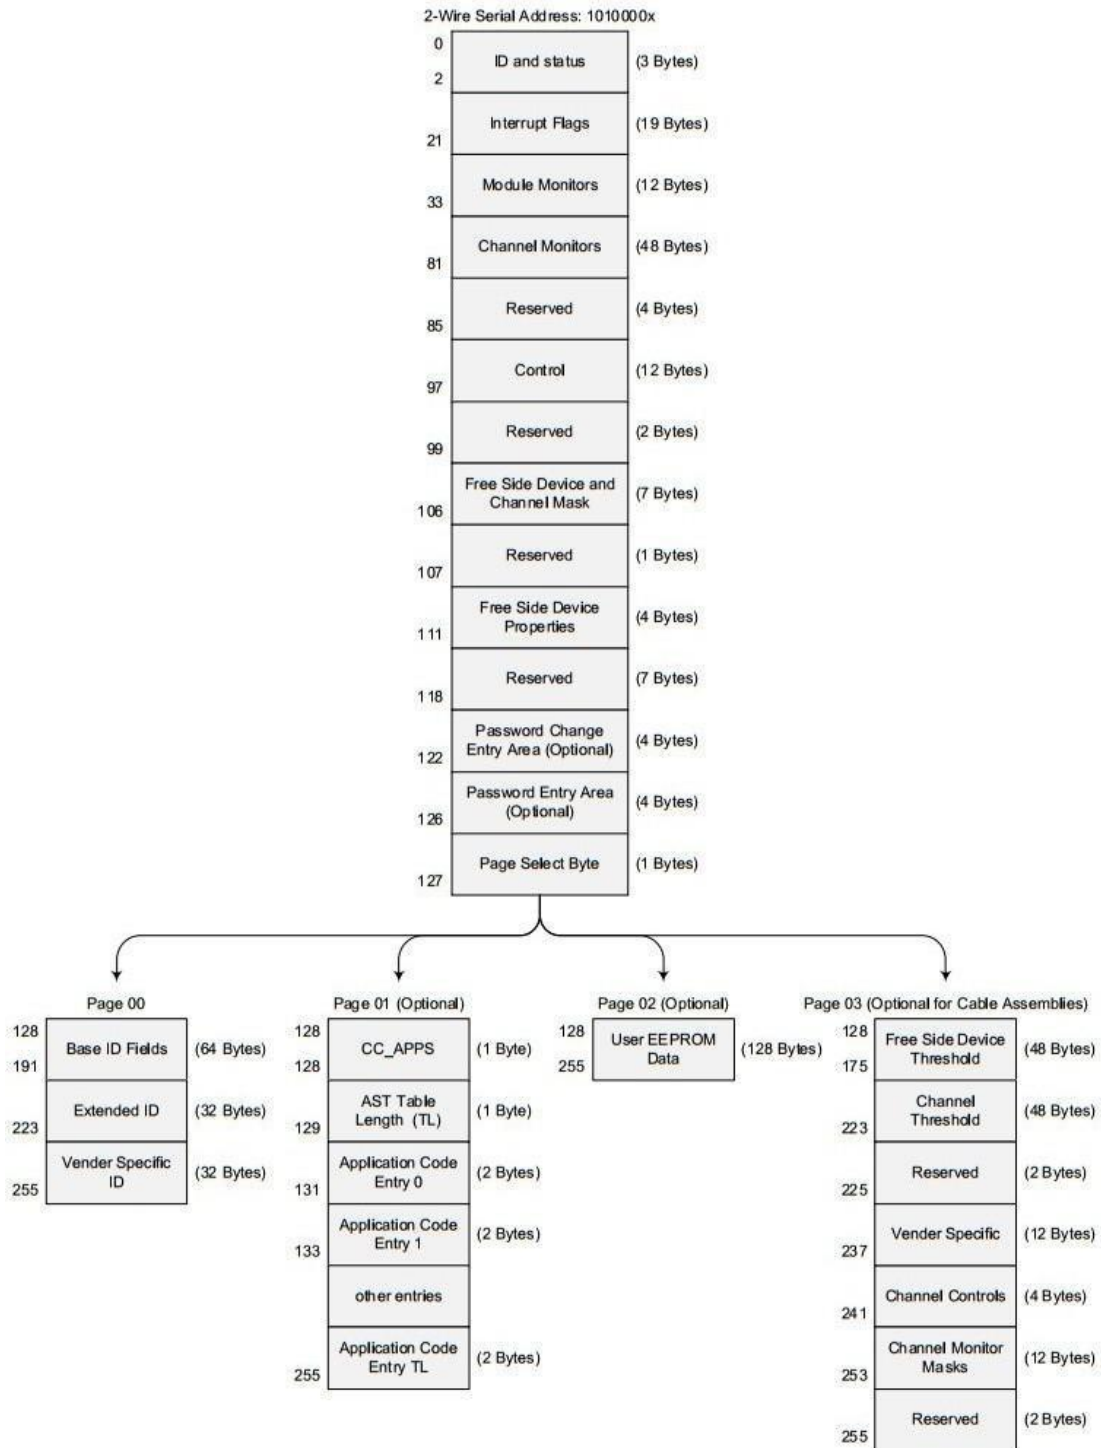 2-Wire Serial Address: 1010000x
0
ID and status (3 Bytes)
2
Interrupt Flags (19 Bytes)
21
Module Monitors (12 Bytes)
33
Channel Monitors (48 Bytes)
81
Reserved (4 Bytes)
85
Control (12 Bytes)
97
Reserved (2 Bytes)
99
Free Side Device and
Channel Mask (7 Bytes)
106
Reserved (1 Bytes)
107
Free Side Device
Properties (4 Bytes)
111
Reserved (7 Bytes)
118
Password Change
Entry Area (Optional) (4 Bytes)
122
Password Entry Area
(Optional) (4 Bytes)
126
Page Select Byte (1 Bytes)
127
Page 00
128
Base ID Fields (64 Bytes)
191
Extended ID (32 Bytes)
223
Vender Specific
ID (32 Bytes)
255
Page 01 (Optional)
128
CC_APPS (1 Byte)
128
AST Table
Length (TL) (1 Byte)
129
Application Code
Entry 0 (2 Bytes)
131
Application Code
Entry 1 (2 Bytes)
133
other entries
Application Code
Entry TL (2 Bytes)
255
Page 02 (Optional)
128
User EEPROM
Data (128 Bytes)
255
Page 03 (Optional for Cable Assemblies)
128
Free Side Device
Threshold (48 Bytes)
175
Channel
Threshold (48 Bytes)
223
Reserved (2 Bytes)
225
Vender Specific (12 Bytes)
237
Channel Controls (4 Bytes)
241
Channel Monitor
Masks (12 Bytes)
253
Reserved (2 Bytes)
255